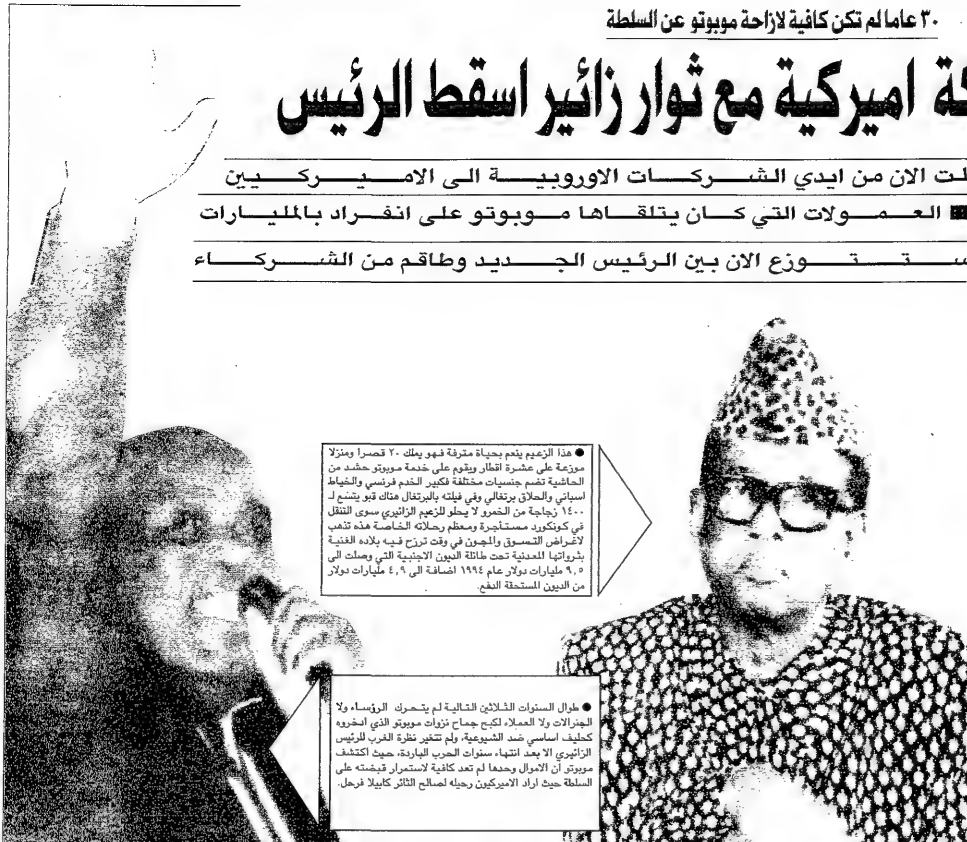 ٣٠ عاما لم تكن كافية لازاحة موبوتو عن السلطة
كة اميركية مع ثوار زائير اسقط الرئيس
لت الان من ايدي الشركات الاوروبية الى الاميركيين
■ العمولات التي كان يتلقاها موبوتو على انفراد بالمليارات
ستتوزع الان بين الرئيس الجديد وطاقم من الشركاء
● هذا الزعيم ينعم بحياة مترفة فهو يملك ٢٠ قصرا ومنزلا
موزعة على عشرة اقطار ويقوم على خدمة موبوتو حشد من
الحاشية تضم جنسيات مختلفة فكبير الخدم فرنسي والخياط
اسباني والحلاق برتغالي وفي فيلته بالبرتغال هناك قبو يتسع لـ
١٤٠٠ زجاجة من الخمرو لا يحلو للزعيم الزائيري سوى التنقل
في كونكورد مستأجرة ومعظم رحلاته الخاصة هذه تذهب
لاغراض التسوق والمجون في وقت ترزح فيه بلاده الغنية
بثرواتها المعدنية تحت طائلة الديون الاجنبية التي وصلت الى
٩,٥ مليارات دولار عام ١٩٩٤ اضافة الى ٤,٩ مليارات دولار
من الديون المستحقة الدفع.
● طوال السنوات الثلاثين التالية لم يتحرك الرؤساء ولا
الجنرالات ولا العملاء لكبح جماح نزوات موبوتو الذي ادخروه
كحليف اساسي ضد الشيوعية، ولم تتغير نظرة الغرب للرئيس
الزائيري الا بعد انتهاء سنوات الحرب الباردة، حيث اكتشف
موبوتو أن الاموال وحدها لم تعد كافية لاستمرار قبضته على
السلطة حيث اراد الاميركيون رحيله لصالح الثائر كابيلا فرحل.